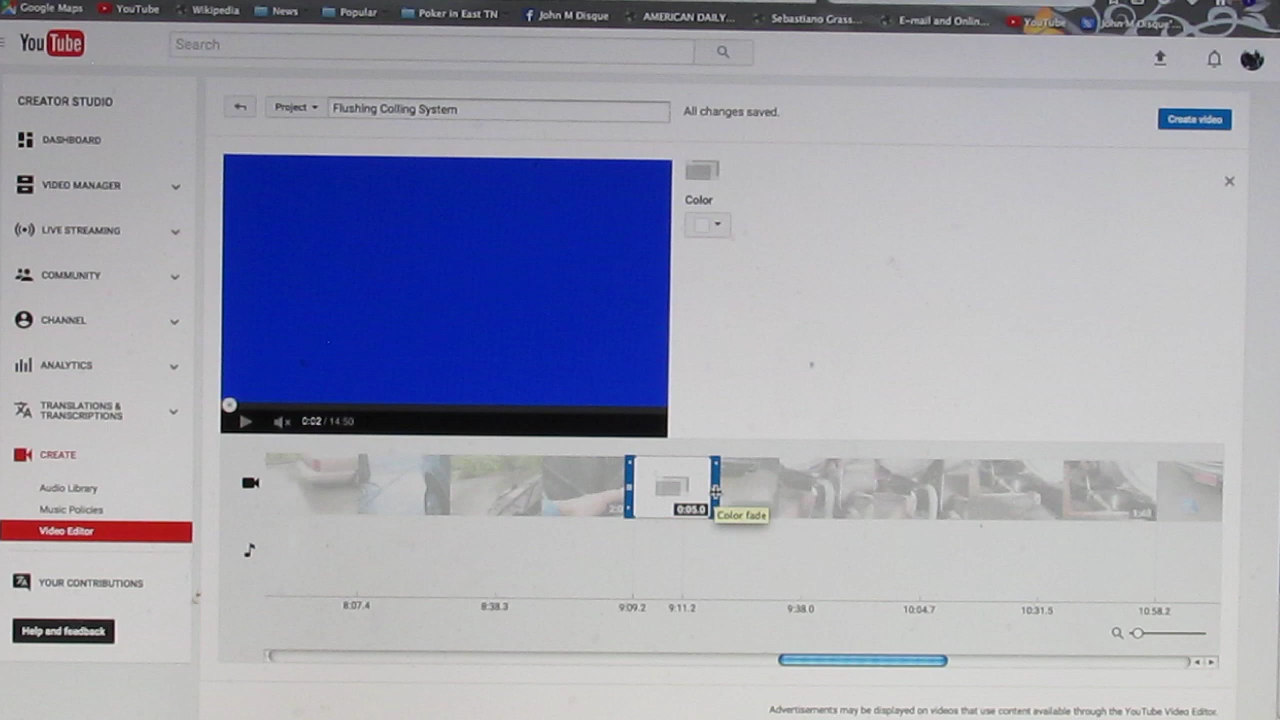 Google Maps YouTube Wikipedia News Popular Poker in East TN John M Disque AMERICAN DAILY... Sebastiano Grass... E-mail and Onlin... YouTube John M Disque'...
YouTube
Search
CREATOR STUDIO
Project Flushing Colling System All changes saved.
Create video
DASHBOARD
VIDEO MANAGER
Color
LIVE STREAMING
COMMUNITY
CHANNEL
ANALYTICS
TRANSLATIONS &
TRANSCRIPTIONS
0:02 / 14:50
CREATE
Audio Library
Music Policies
Video Editor
0:05.0
Color fade
1:48
YOUR CONTRIBUTIONS
8:07.4 8:38.3 9:09.2 9:11.2 9:38.0 10:04.7 10:31.5 10:58.2
Help and feedback
Advertisements may be displayed on videos that use content available through the YouTube Video Editor.